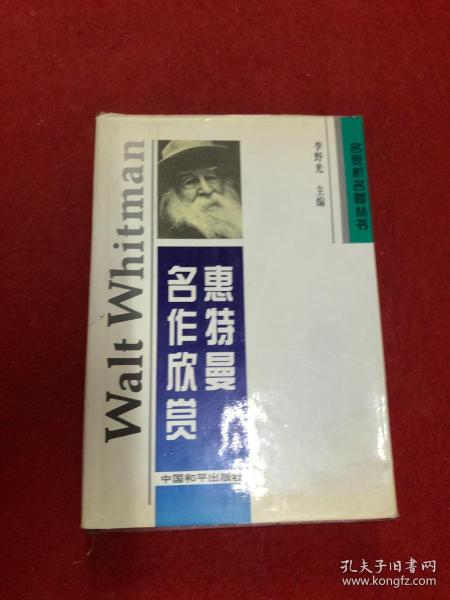 名家析名著丛书
李野光 主编
Walt Whitman
惠特曼
名作欣赏
中国和平出版社
孔夫子旧书网
www.kongfz.com